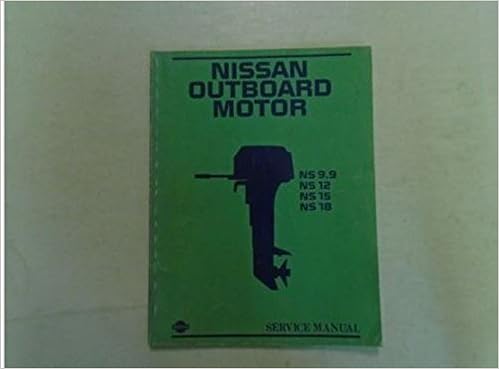 NISSAN
OUTBOARD
MOTOR
NS 9.9
NS 12
NS 15
NS 18
SERVICE MANUAL